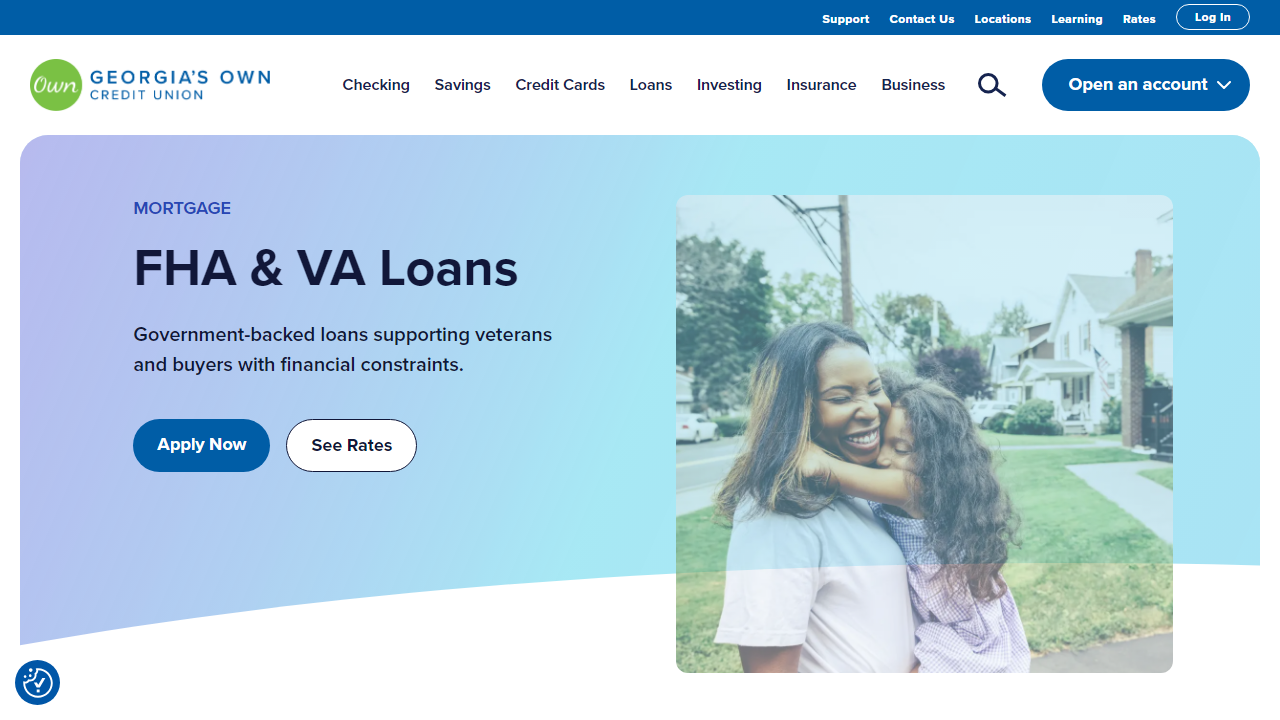 Support Contact Us Locations Learning Rates Log In
Own GEORGIA'S OWN
CREDIT UNION
Checking Savings Credit Cards Loans Investing Insurance Business Open an account
MORTGAGE
FHA & VA Loans
Government-backed loans supporting veterans
and buyers with financial constraints.
Apply Now See Rates